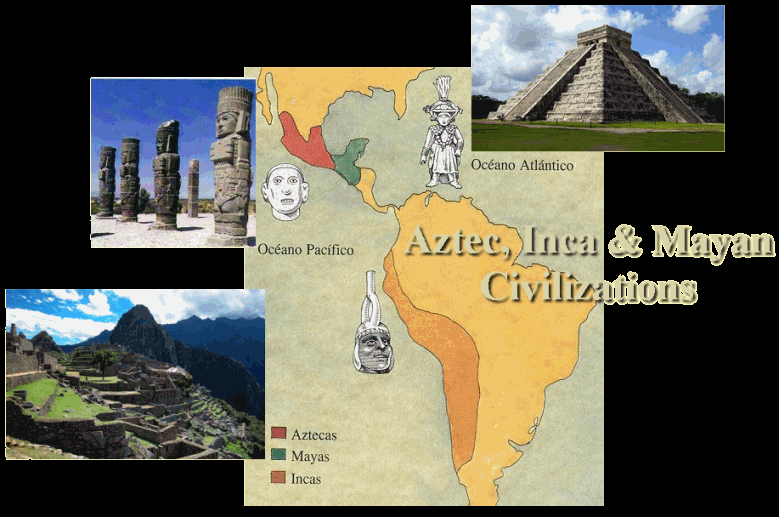 Océano Atlántico
Aztec, Inca & Mayan
Civilizations
Océano Pacífico
Aztecas
Mayas
Incas